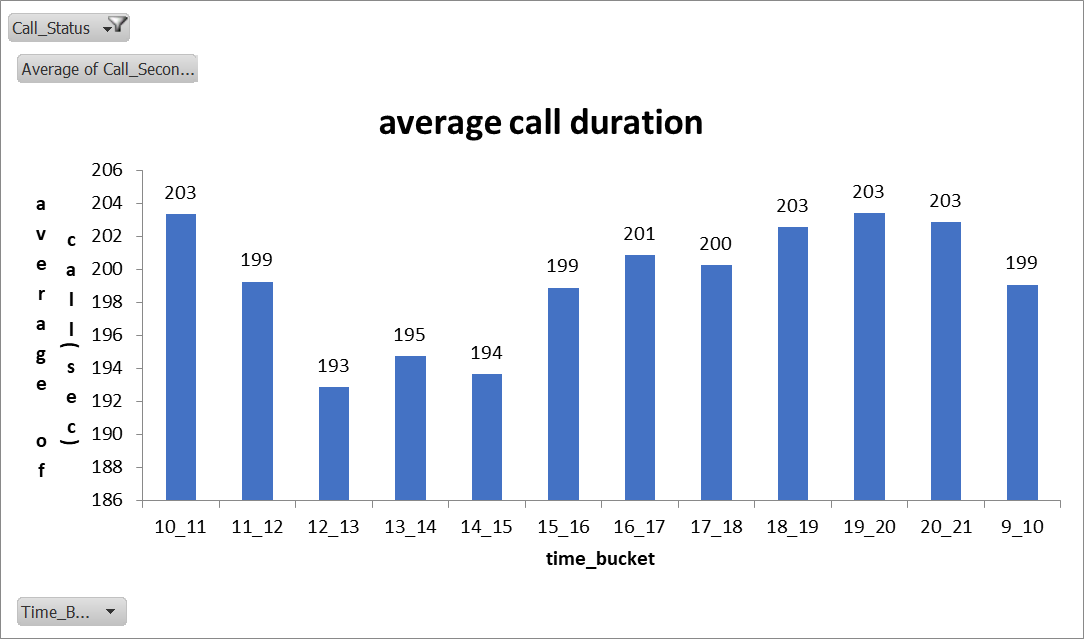 Call_Status
Average of Call_Secon...
average call duration
average of
call(sec)
206
204
202
200
198
196
194
192
190
188
186
203
199
193
195
194
199
201
200
203
203
203
199
10_11 11_12 12_13 13_14 14_15 15_16 16_17 17_18 18_19 19_20 20_21 9_10
time_bucket
Time_B...